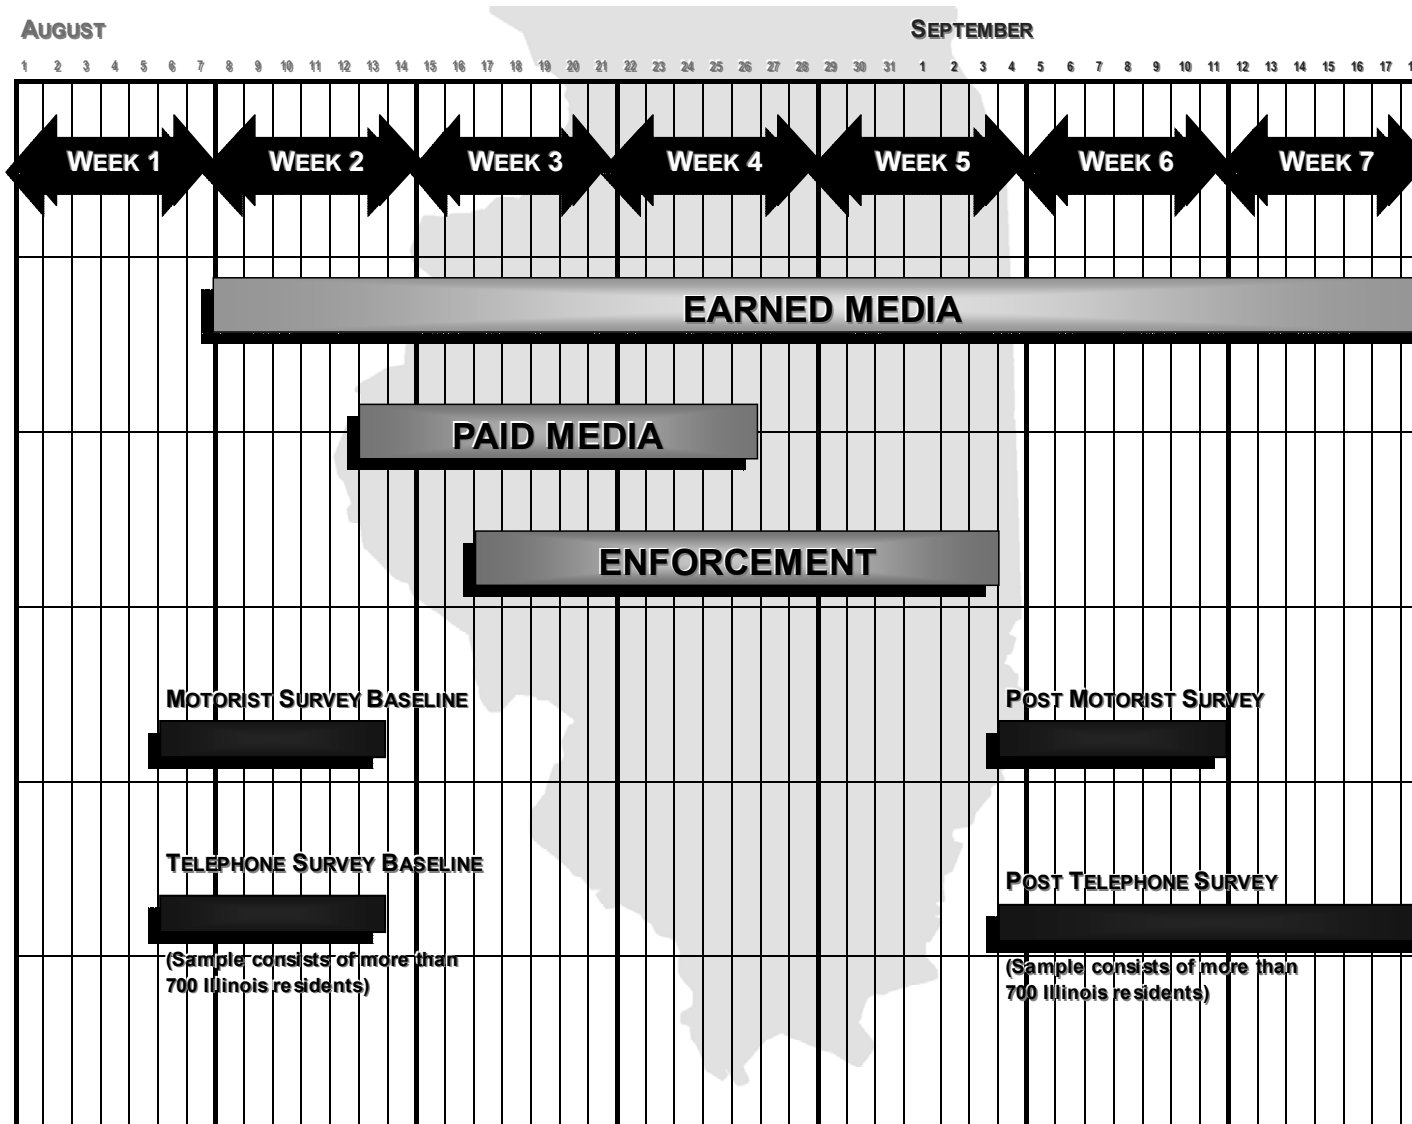 AUGUST SEPTEMBER
1 2 3 4 5 6 7 8 9 10 11 12 13 14 15 16 17 18 19 20 21 22 23 24 25 26 27 28 29 30 31 1 2 3 4 5 6 7 8 9 10 11 12 13 14 15 16 17
WEEK 1 WEEK 2 WEEK 3 WEEK 4 WEEK 5 WEEK 6 WEEK 7
EARNED MEDIA
PAID MEDIA
ENFORCEMENT
MOTORIST SURVEY BASELINE POST MOTORIST SURVEY
TELEPHONE SURVEY BASELINE
POST TELEPHONE SURVEY
(Sample consists of more than
700 Illinois residents)
(Sample consists of more than
700 Illinois residents)